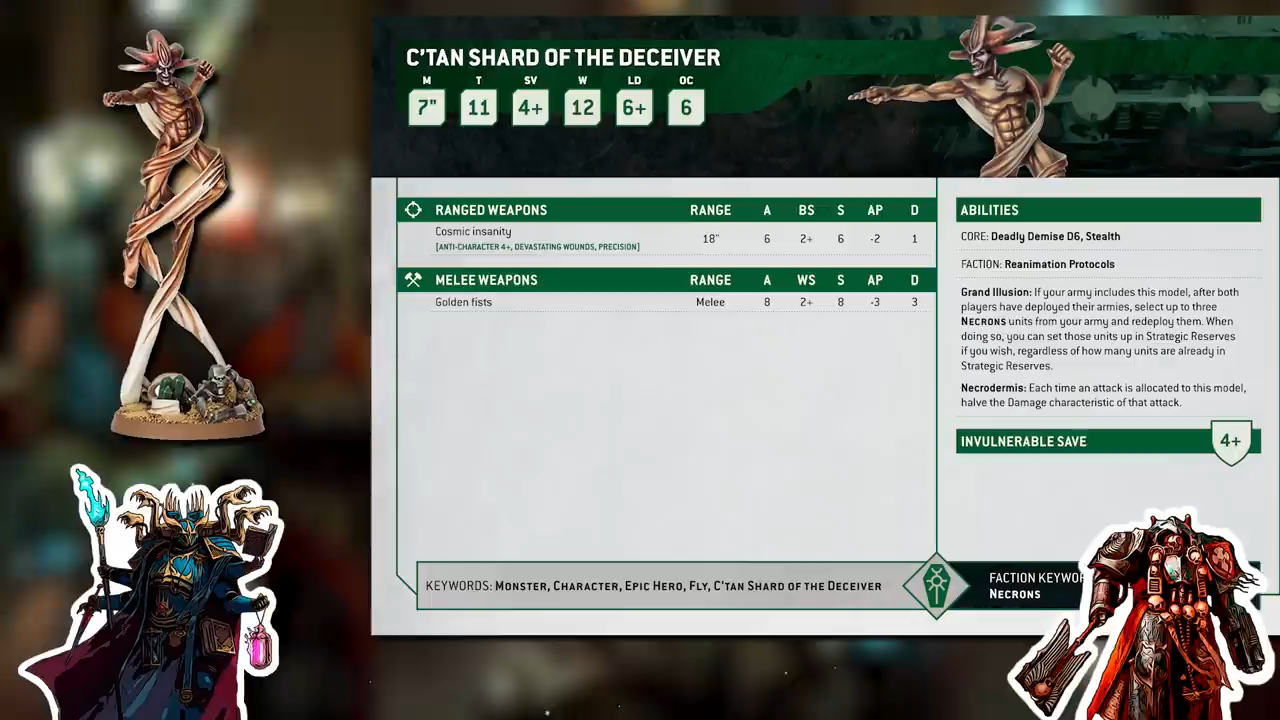 C'TAN SHARD OF THE DECEIVER
M T SV W LD OC
7" 11 4+ 12 6+ 6
RANGED WEAPONS RANGE A BS S AP D
Cosmic insanity 18" 6 2+ 6 -2 1
[ANTI-CHARACTER 4+, DEVASTATING WOUNDS, PRECISION]
MELEE WEAPONS RANGE A WS S AP D
Golden fists Melee 8 2+ 8 -3 3
ABILITIES
CORE: Deadly Demise D6, Stealth
FACTION: Reanimation Protocols
Grand Illusion: If your army includes this model, after both
players have deployed their armies, select up to three
NECRONS units from your army and redeploy them. When
doing so, you can set those units up in Strategic Reserves
if you wish, regardless of how many units are already in
Strategic Reserves.
Necrodermis: Each time an attack is allocated to this model,
halve the Damage characteristic of that attack.
INVULNERABLE SAVE 4+
KEYWORDS: MONSTER, CHARACTER, EPIC HERO, FLY, C'TAN SHARD OF THE DECEIVER
FACTION
NECRONS